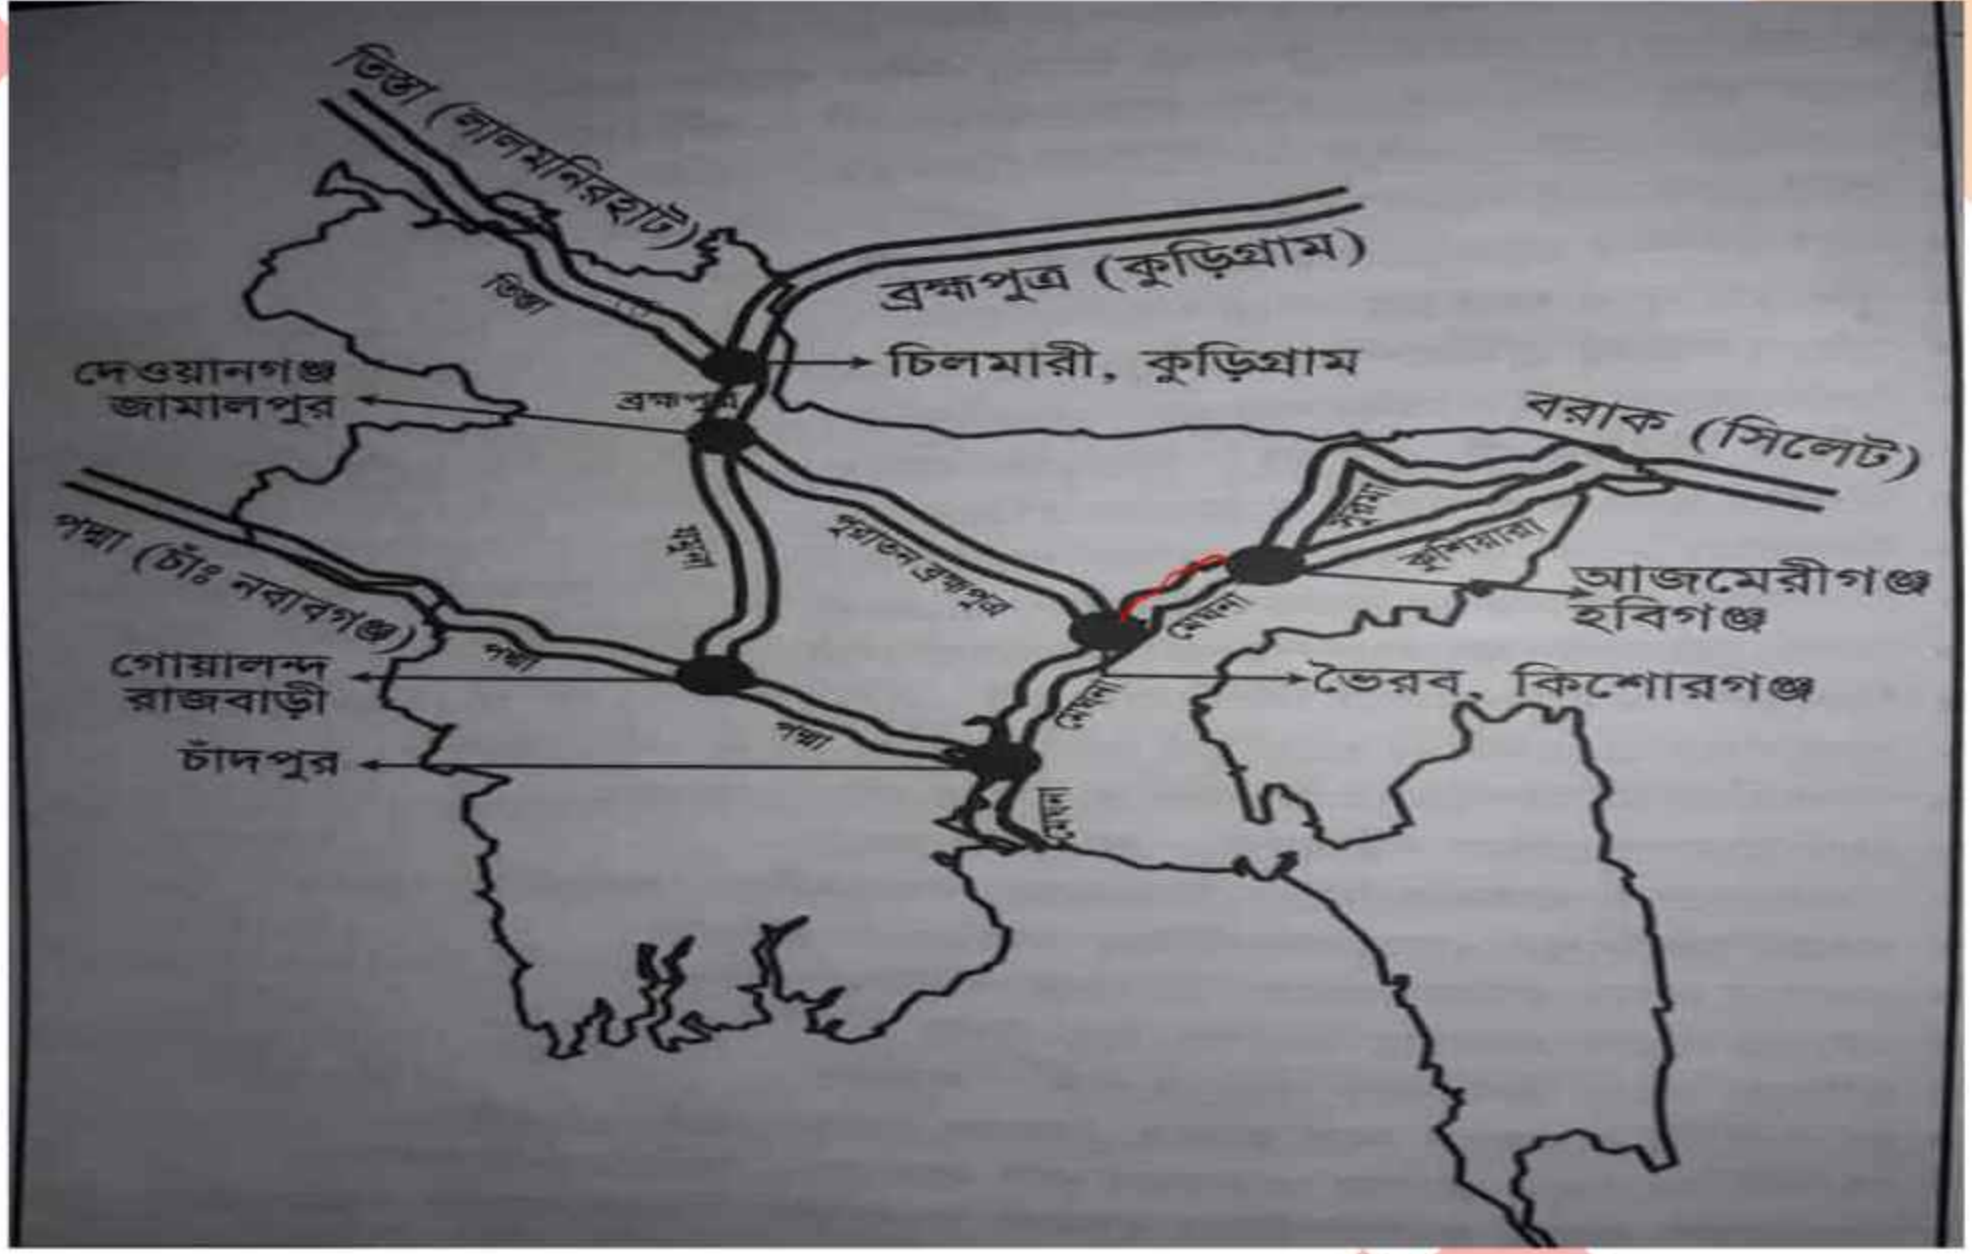 তিস্তা (লালমনিরহাট)
ব্রহ্মপুত্র (কুড়িগ্রাম)
তিস্তা
চিলমারী, কুড়িগ্রাম
দেওয়ানগঞ্জ
জামালপুর
ব্রহ্মপুত্র
বরাক (সিলেট)
পদ্মা (চাঁঃ নবাবগঞ্জ)
যমুনা
পুরাতন ব্রহ্মপুত্র
সুরমা
কুশিয়ারা
আজমেরীগঞ্জ
হবিগঞ্জ
মেঘনা
পদ্মা
গোয়ালন্দ
রাজবাড়ী
ভৈরব, কিশোরগঞ্জ
মেঘনা
পদ্মা
চাঁদপুর
মেঘনা